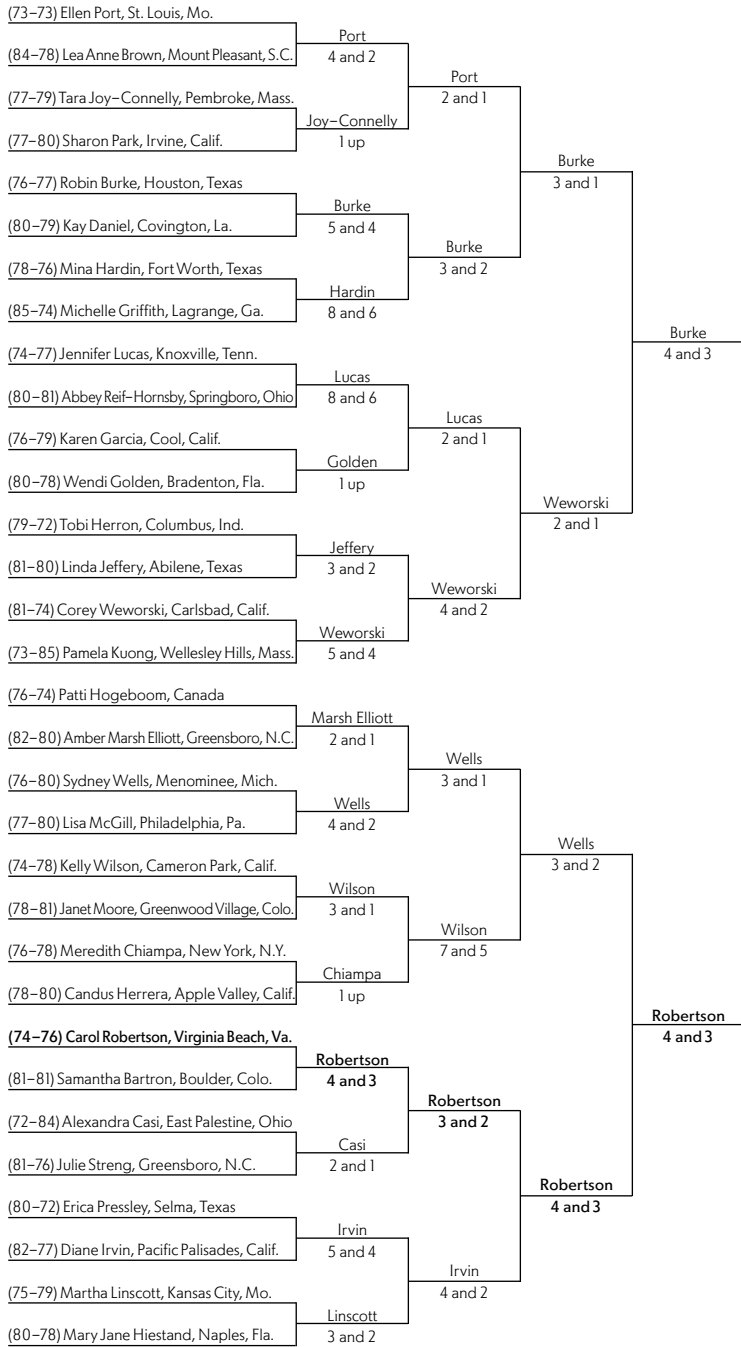 (73–73) Ellen Port, St. Louis, Mo.
(84–78) Lea Anne Brown, Mount Pleasant, S.C.
(77–79) Tara Joy–Connelly, Pembroke, Mass.
(77–80) Sharon Park, Irvine, Calif.
(76–77) Robin Burke, Houston, Texas
(80–79) Kay Daniel, Covington, La.
(78–76) Mina Hardin, Fort Worth, Texas
(85–74) Michelle Griffith, Lagrange, Ga.
(74–77) Jennifer Lucas, Knoxville, Tenn.
(80–81) Abbey Reif–Hornsby, Springboro, Ohio
(76–79) Karen Garcia, Cool, Calif.
(80–78) Wendi Golden, Bradenton, Fla.
(79–72) Tobi Herron, Columbus, Ind.
(81–80) Linda Jeffery, Abilene, Texas
(81–74) Corey Weworski, Carlsbad, Calif.
(73–85) Pamela Kuong, Wellesley Hills, Mass.
(76–74) Patti Hogeboom, Canada
(82–80) Amber Marsh Elliott, Greensboro, N.C.
(76–80) Sydney Wells, Menominee, Mich.
(77–80) Lisa McGill, Philadelphia, Pa.
(74–78) Kelly Wilson, Cameron Park, Calif.
(78–81) Janet Moore, Greenwood Village, Colo.
(76–78) Meredith Chiampa, New York, N.Y.
(78–80) Candus Herrera, Apple Valley, Calif.
(74–76) Carol Robertson, Virginia Beach, Va.
(81–81) Samantha Bartron, Boulder, Colo.
(72–84) Alexandra Casi, East Palestine, Ohio
(81–76) Julie Streng, Greensboro, N.C.
(80–72) Erica Pressley, Selma, Texas
(82–77) Diane Irvin, Pacific Palisades, Calif.
(75–79) Martha Linscott, Kansas City, Mo.
(80–78) Mary Jane Hiestand, Naples, Fla.
Port
4 and 2
Joy–Connelly
1 up
Burke
5 and 4
Hardin
8 and 6
Lucas
8 and 6
Golden
1 up
Jeffery
3 and 2
Weworski
5 and 4
Marsh Elliott
2 and 1
Wells
4 and 2
Wilson
3 and 1
Chiampa
1 up
Robertson
4 and 3
Casi
2 and 1
Irvin
5 and 4
Linscott
3 and 2
Port
2 and 1
Burke
3 and 2
Lucas
2 and 1
Weworski
4 and 2
Wells
3 and 1
Wilson
7 and 5
Robertson
3 and 2
Irvin
4 and 2
Burke
3 and 1
Weworski
2 and 1
Wells
3 and 2
Robertson
4 and 3
Burke
4 and 3
Robertson
4 and 3